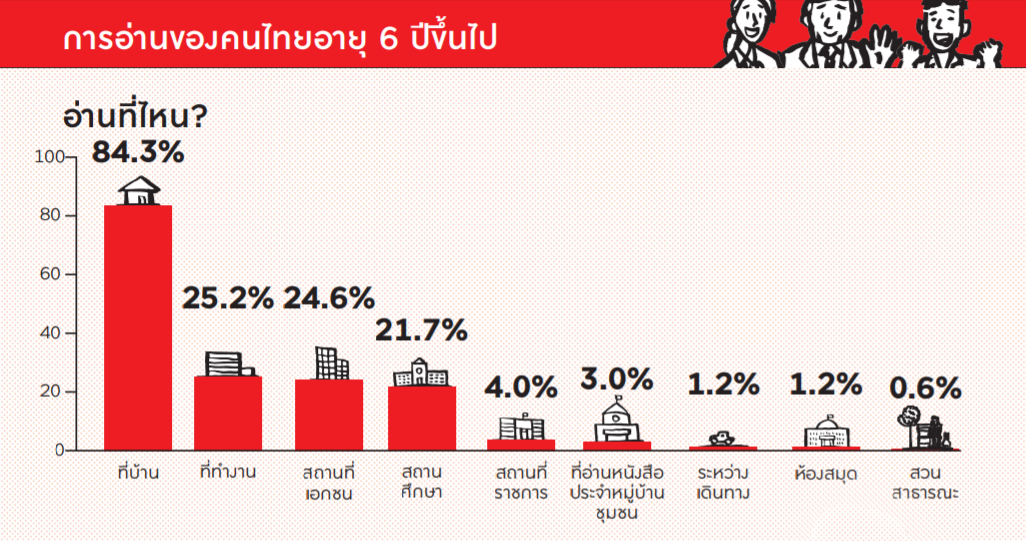 การอ่านของคนไทยอายุ 6 ปีขึ้นไป
อ่านที่ไหน?
100
80
60
40
20
0
84.3%
25.2%
24.6%
21.7%
4.0%
3.0%
1.2%
1.2%
0.6%
ที่บ้าน
ที่ทำงาน
สถานที่
เอกชน
สถาน
ศึกษา
สถานที่
ราชการ
ที่อ่านหนังสือ
ประจำหมู่บ้าน
ชุมชน
ระหว่าง
เดินทาง
ห้องสมุด
สวน
สาธารณะ